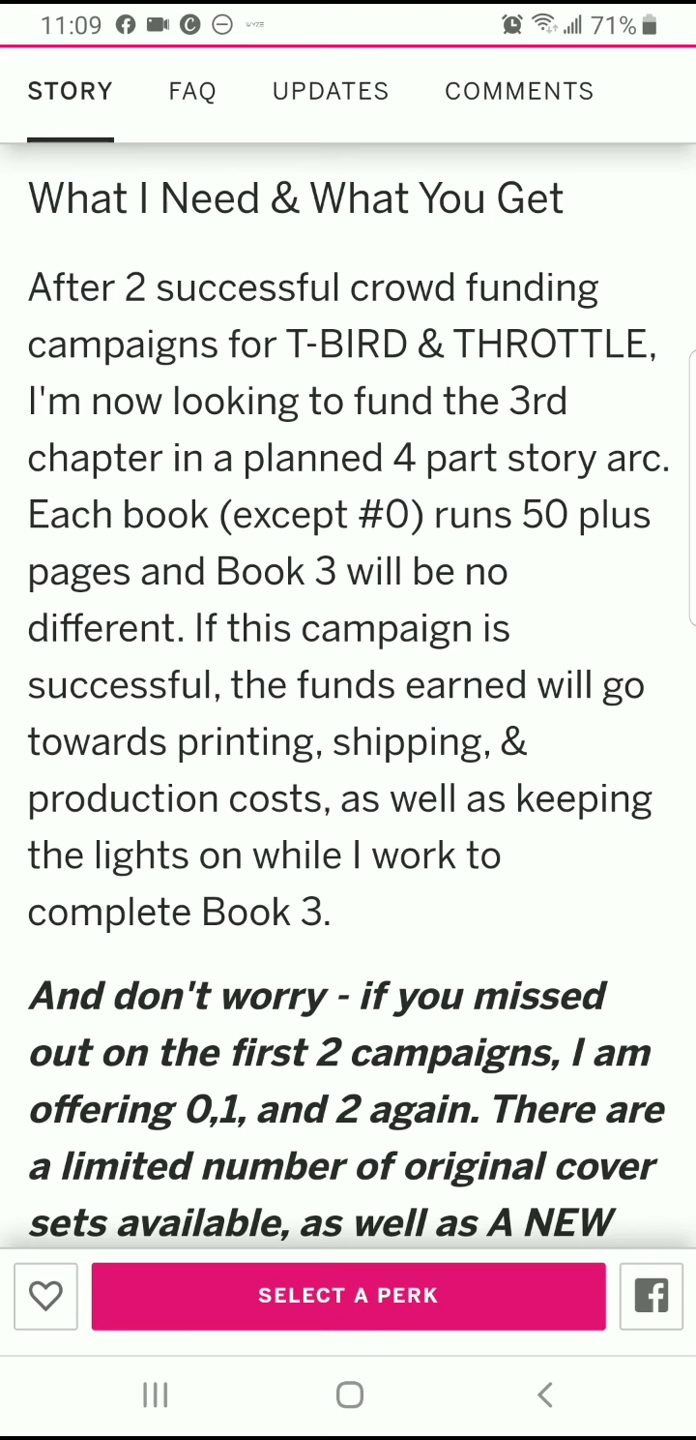 11:09 WYZE 71%
STORY FAQ UPDATES COMMENTS
What I Need & What You Get
After 2 successful crowd funding
campaigns for T-BIRD & THROTTLE,
I'm now looking to fund the 3rd
chapter in a planned 4 part story arc.
Each book (except #0) runs 50 plus
pages and Book 3 will be no
different. If this campaign is
successful, the funds earned will go
towards printing, shipping, &
production costs, as well as keeping
the lights on while I work to
complete Book 3.
And don't worry - if you missed
out on the first 2 campaigns, I am
offering 0,1, and 2 again. There are
a limited number of original cover
sets available, as well as A NEW
SELECT A PERK